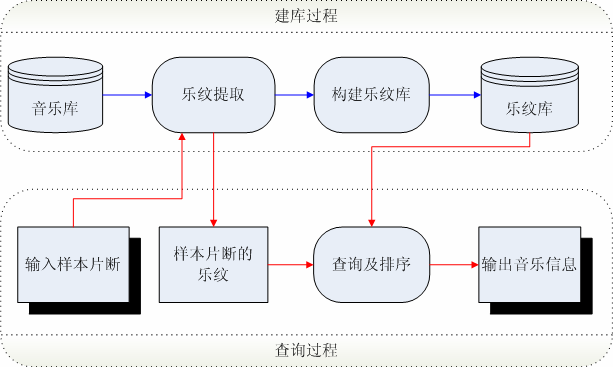 建库过程
音乐库
乐纹提取
构建乐纹库
乐纹库
输入样本片断
样本片断的
乐纹
查询及排序
输出音乐信息
查询过程